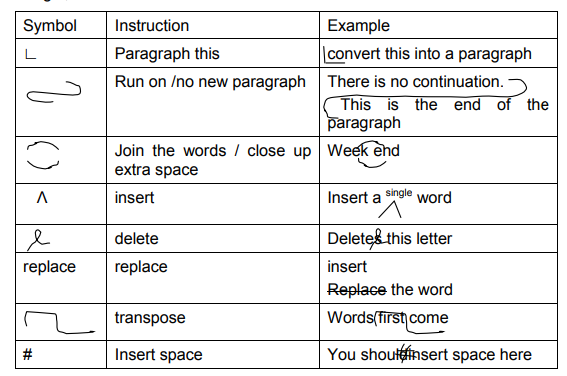 Symbol Instruction Example
∟ Paragraph this convert this into a paragraph
Run on /no new paragraph There is no continuation.
This is the end of the
paragraph
Join the words / close up Week end
extra space
Λ insert Insert a single word
delete Deletes this letter
replace replace insert
Replace the word
transpose Words first come
# Insert space You should#insert space here